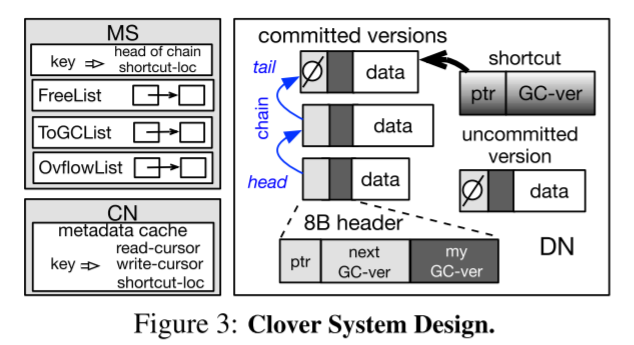 MS
key ⇒ head of chain
shortcut-loc
FreeList
ToGCList
OvflowList
CN
metadata cache
read-cursor
key ⇒ write-cursor
shortcut-loc
committed versions
tail
∅ data
chain
data
head
data
8B header
ptr next GC-ver my GC-ver
shortcut
ptr GC-ver
uncommitted
version
∅ data
DN
Figure 3: Clover System Design.